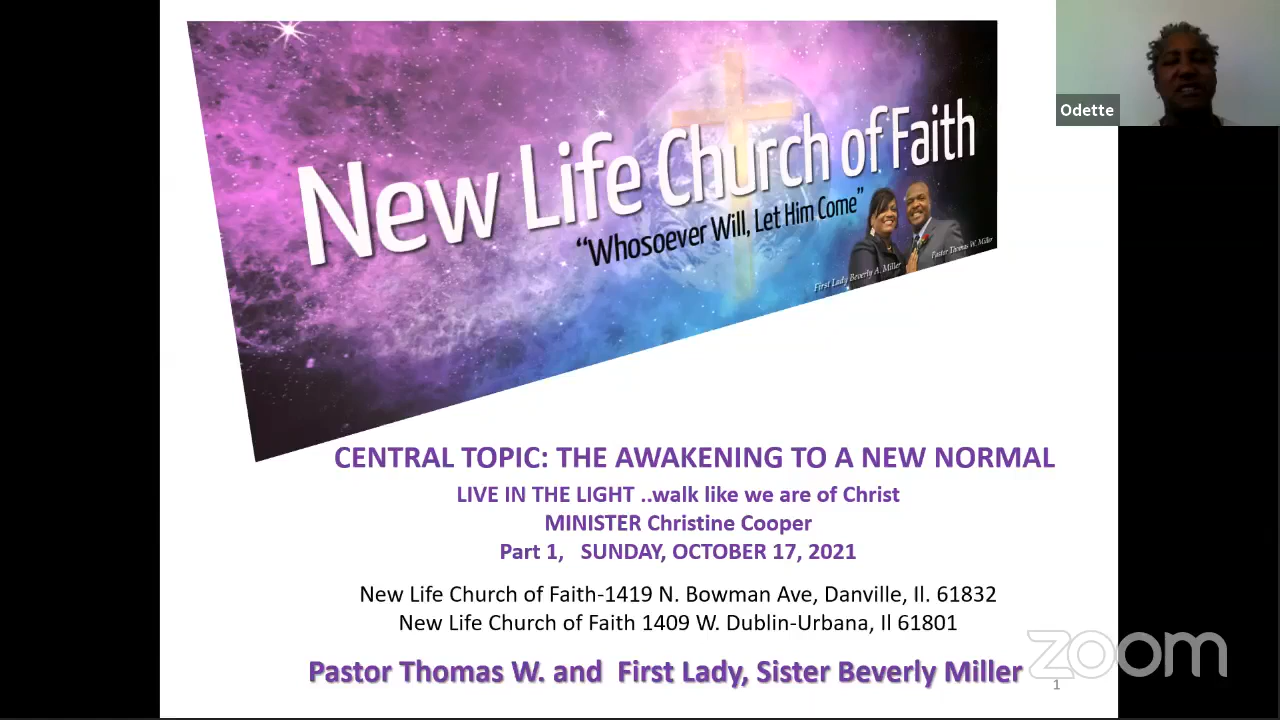 Odette
New Life Church of Faith
“Whosoever Will, Let Him Come”
First Lady Beverly A. Miller
Pastor Thomas W. Miller
CENTRAL TOPIC: THE AWAKENING TO A NEW NORMAL
LIVE IN THE LIGHT ..walk like we are of Christ
MINISTER Christine Cooper
Part 1, SUNDAY, OCTOBER 17, 2021
New Life Church of Faith-1419 N. Bowman Ave, Danville, Il. 61832
New Life Church of Faith 1409 W. Dublin-Urbana, Il 61801
Pastor Thomas W. and First Lady, Sister Beverly Miller
zoom
1